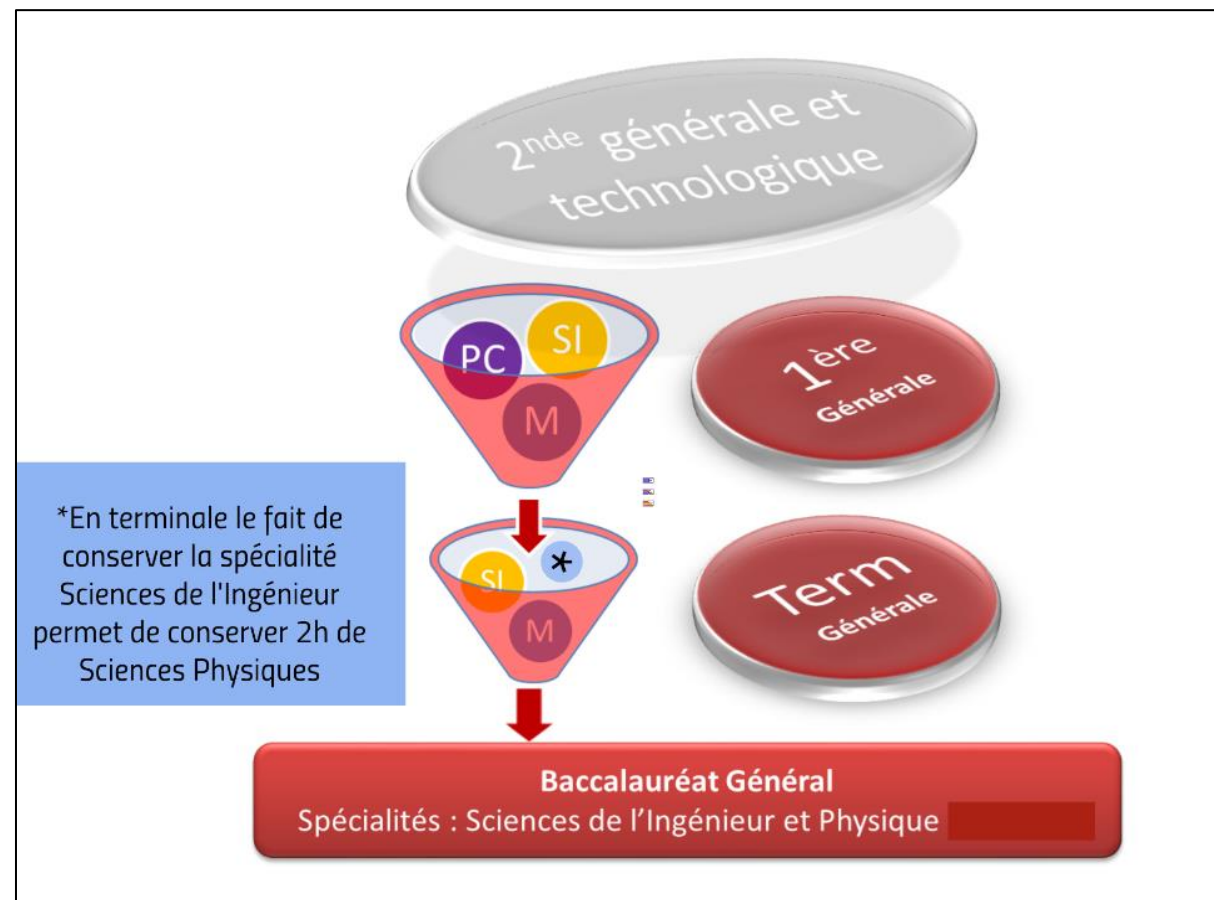 2nde générale et
technologique
PC
SI
M
1ère
Générale
*En terminale le fait de
conserver la spécialité
Sciences de l'Ingénieur
permet de conserver 2h de
Sciences Physiques
SI
*
M
Term
Générale
Baccalauréat Général
Spécialités : Sciences de l’Ingénieur et Physique